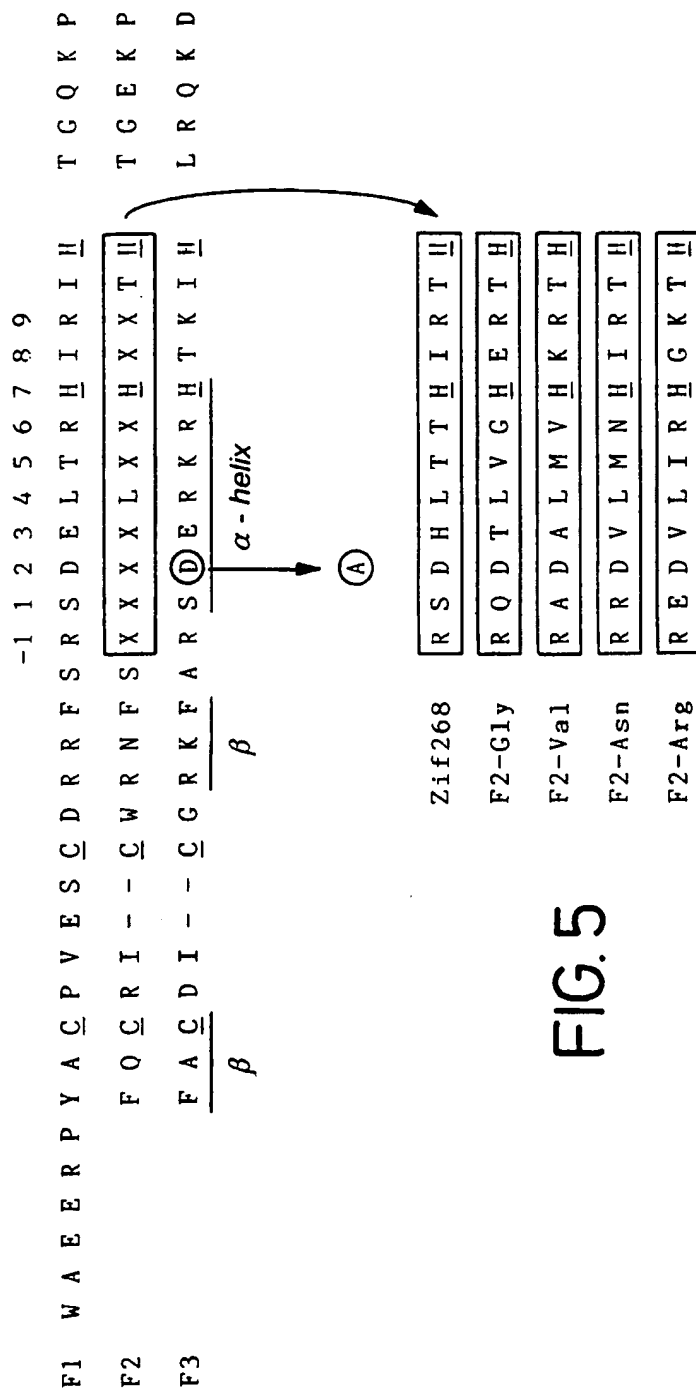 -1 1 2 3 4 5 6 7 8 9
F1 W A E E R P Y A C P V E S C D R R F S R S D E L T R H I R I H T G Q K P
F2 F Q C R I - - C W R N F S X X X X L X X H X X T H T G E K P
F3 F A C D I - - C G R K F A R S D E R K R H T K I H L R Q K D
β β α-helix
A
Zif268 R S D H L T T H I R T H
F2-Gly R Q D T L V G H E R T H
F2-Val R A D A L M V H K R T H
F2-Asn R R D V L M N H I R T H
F2-Arg R E D V L I R H G K T H
FIG. 5